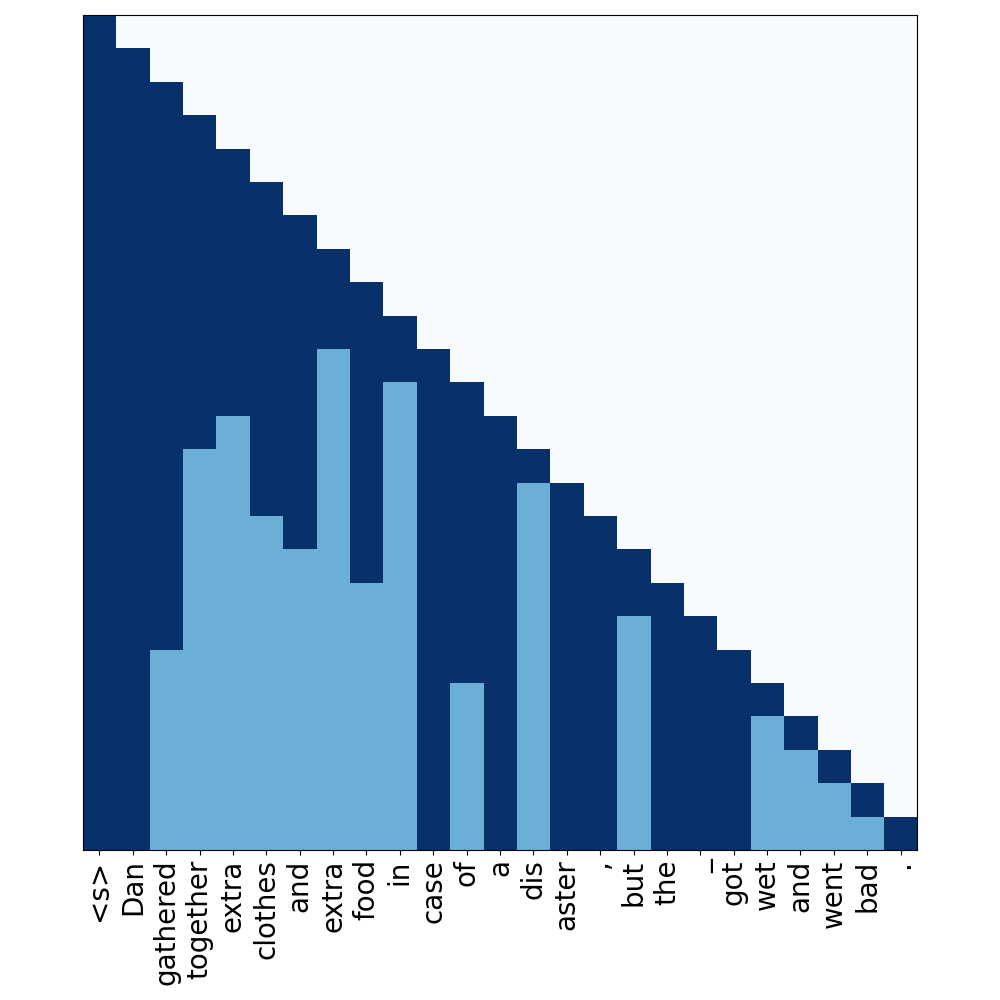 <s> Dan gathered together extra clothes and extra food in case of a dis aster , but the _ got wet and went bad .